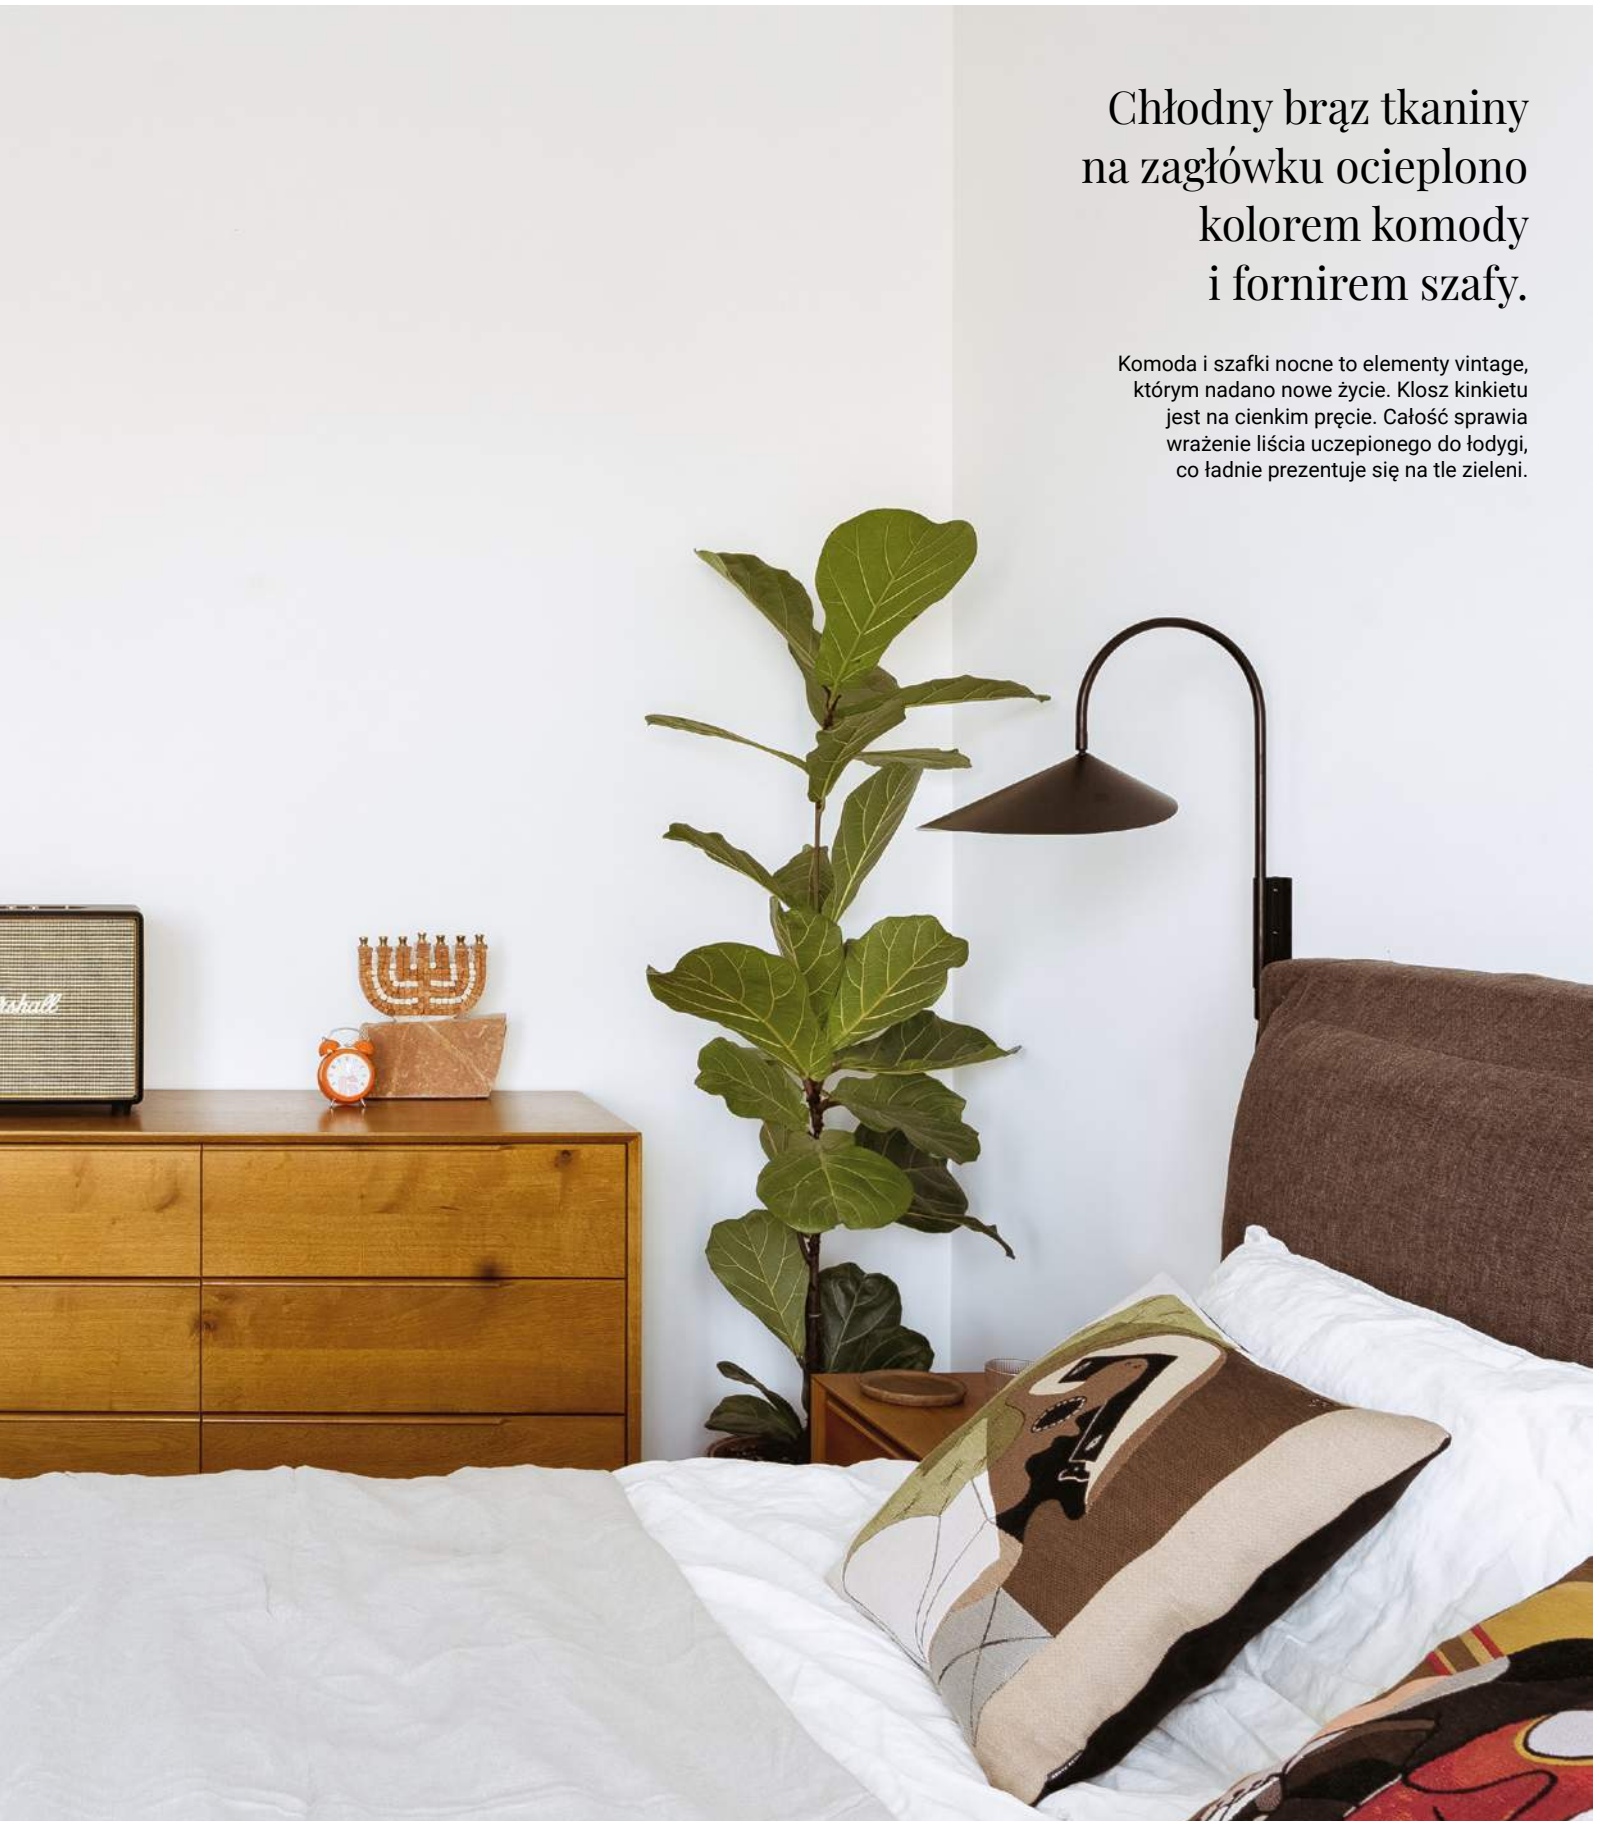 Chłodny brąz tkaniny
na zagłówku ocieplono
kolorem komody
i fornirem szafy.
Komoda i szafki nocne to elementy vintage,
którym nadano nowe życie. Klosz kinkietu
jest na cienkim pręcie. Całość sprawia
wrażenie liścia uczepionego do łodygi,
co ładnie prezentuje się na tle zieleni.
rshall